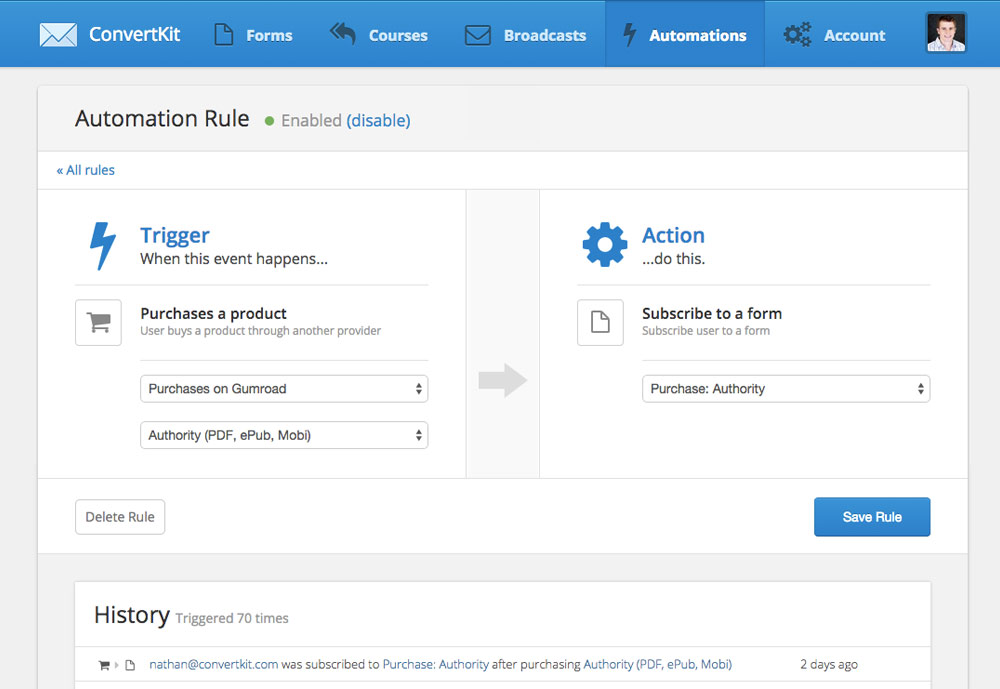 ConvertKit Forms Courses Broadcasts Automations Account
Automation Rule Enabled (disable)
« All rules
Trigger
When this event happens...
Purchases a product
User buys a product through another provider
Purchases on Gumroad
Authority (PDF, ePub, Mobi)
Action
...do this.
Subscribe to a form
Subscribe user to a form
Purchase: Authority
Delete Rule
Save Rule
History Triggered 70 times
nathan@convertkit.com was subscribed to Purchase: Authority after purchasing Authority (PDF, ePub, Mobi) 2 days ago